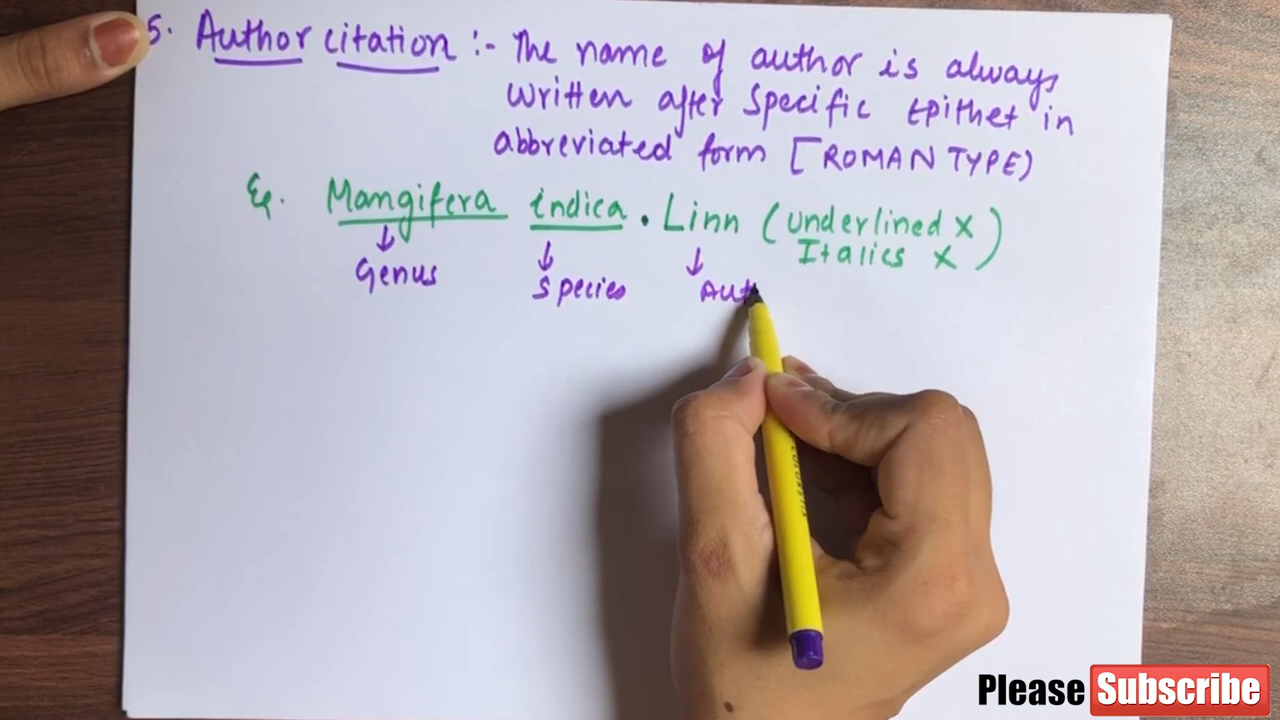 5. Author citation :- The name of author is always
written after specific Epithet in
abbreviated form [ROMAN TYPE)
Eg. Mangifera indica . Linn (underlined x
Italics x)
Genus Species Aut
Please Subscribe